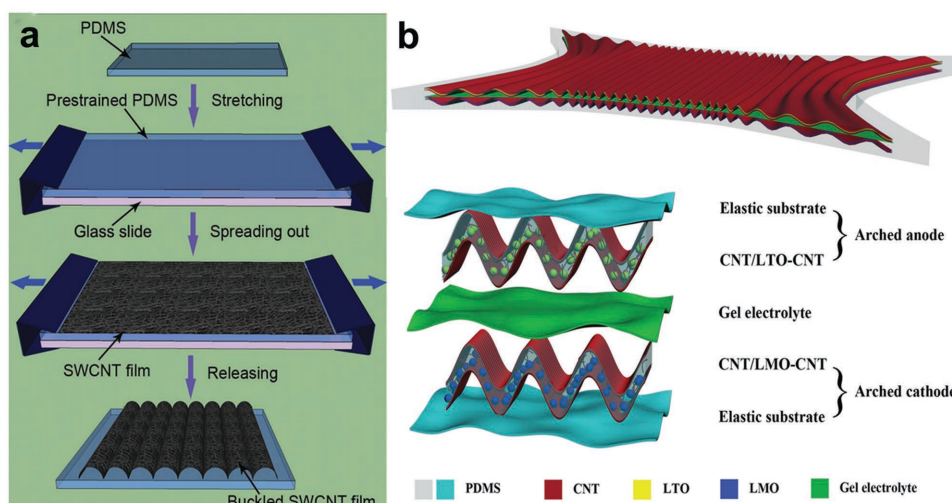 a
PDMS
Prestrained PDMS
Stretching
Glass slide
Spreading out
SWCNT film
Releasing
Buckled SWCNT film
b
Elastic substrate
Arched anode
CNT/LTO-CNT
Gel electrolyte
CNT/LMO-CNT
Arched cathode
Elastic substrate
PDMS CNT LTO LMO Gel electrolyte